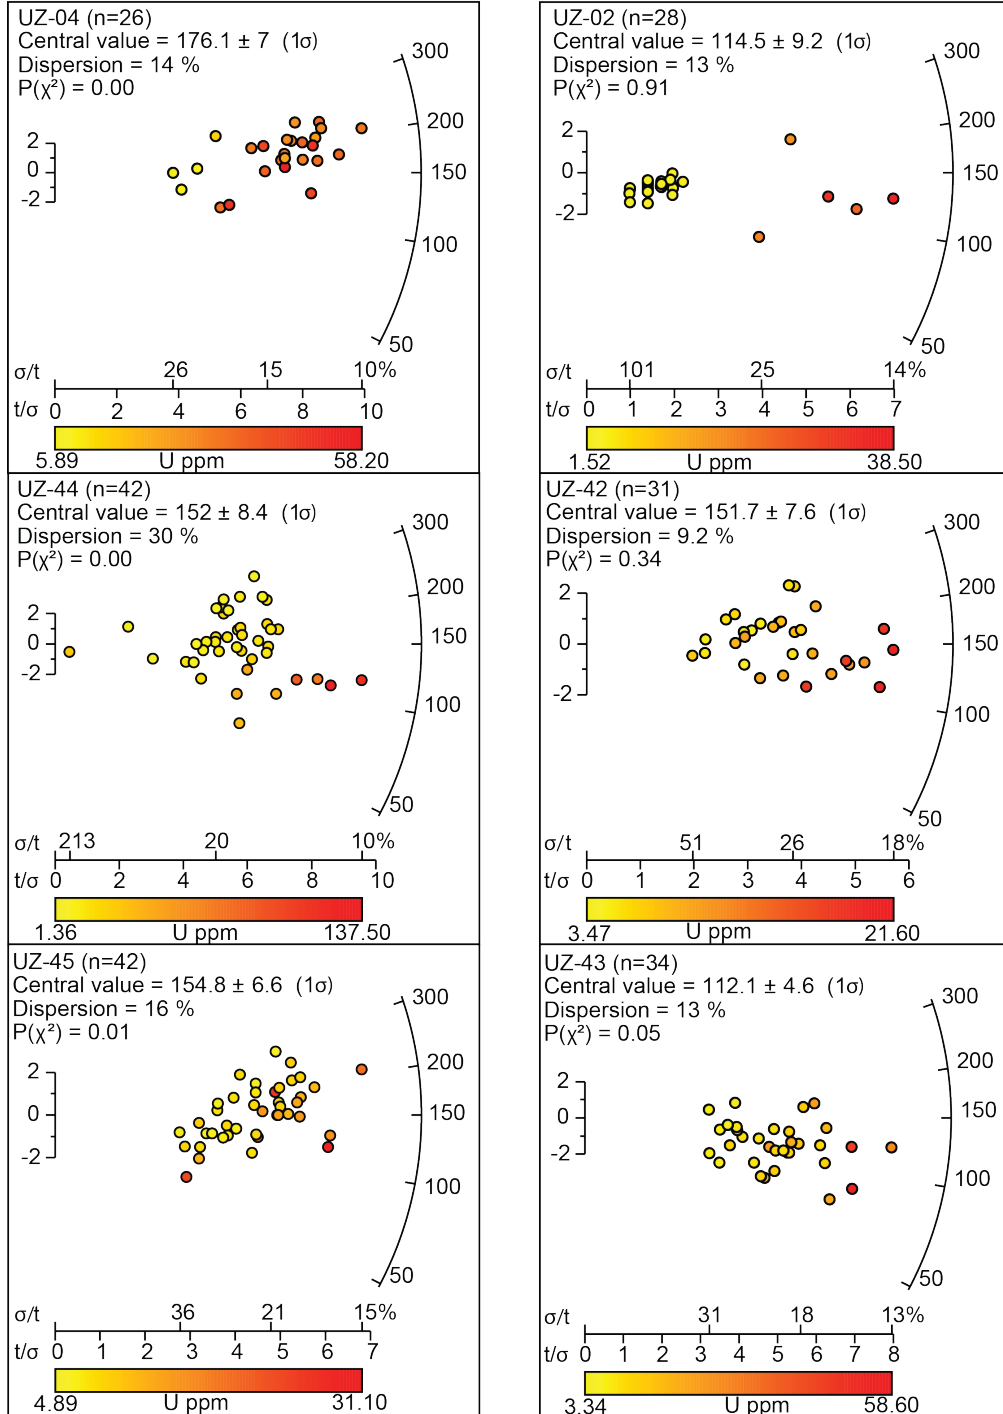 UZ-04 (n=26)
Central value = 176.1 ± 7 (1σ)
Dispersion = 14 %
P(χ²) = 0.00
300
200
150
100
50
2
0
-2
σ/t 26 15 10%
t/σ 0 2 4 6 8 10
5.89 U ppm 58.20
UZ-02 (n=28)
Central value = 114.5 ± 9.2 (1σ)
Dispersion = 13 %
P(χ²) = 0.91
300
200
150
100
50
2
0
-2
σ/t 101 25 14%
t/σ 0 1 2 3 4 5 6 7
1.52 U ppm 38.50
UZ-44 (n=42)
Central value = 152 ± 8.4 (1σ)
Dispersion = 30 %
P(χ²) = 0.00
300
200
150
100
50
2
0
-2
σ/t 213 20 10%
t/σ 0 2 4 6 8 10
1.36 U ppm 137.50
UZ-42 (n=31)
Central value = 151.7 ± 7.6 (1σ)
Dispersion = 9.2 %
P(χ²) = 0.34
300
200
150
100
50
2
0
-2
σ/t 51 26 18%
t/σ 0 1 2 3 4 5 6
3.47 U ppm 21.60
UZ-45 (n=42)
Central value = 154.8 ± 6.6 (1σ)
Dispersion = 16 %
P(χ²) = 0.01
300
200
150
100
50
2
0
-2
σ/t 36 21 15%
t/σ 0 1 2 3 4 5 6 7
4.89 U ppm 31.10
UZ-43 (n=34)
Central value = 112.1 ± 4.6 (1σ)
Dispersion = 13 %
P(χ²) = 0.05
300
200
150
100
50
2
0
-2
σ/t 31 18 13%
t/σ 0 1 2 3 4 5 6 7 8
3.34 U ppm 58.60